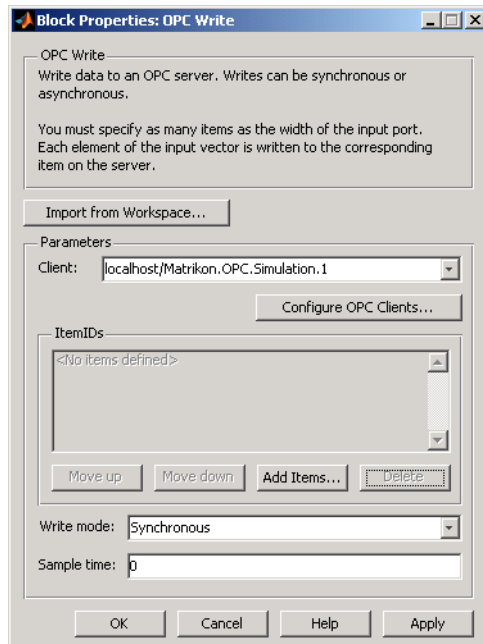 Block Properties: OPC Write
OPC Write
Write data to an OPC server. Writes can be synchronous or
asynchronous.
You must specify as many items as the width of the input port.
Each element of the input vector is written to the corresponding
item on the server.
Import from Workspace...
Parameters
Client: localhost/Matrikon.OPC.Simulation.1
Configure OPC Clients...
ItemIDs
<No items defined>
Move up Move down Add Items... Delete
Write mode: Synchronous
Sample time: 0
OK Cancel Help Apply